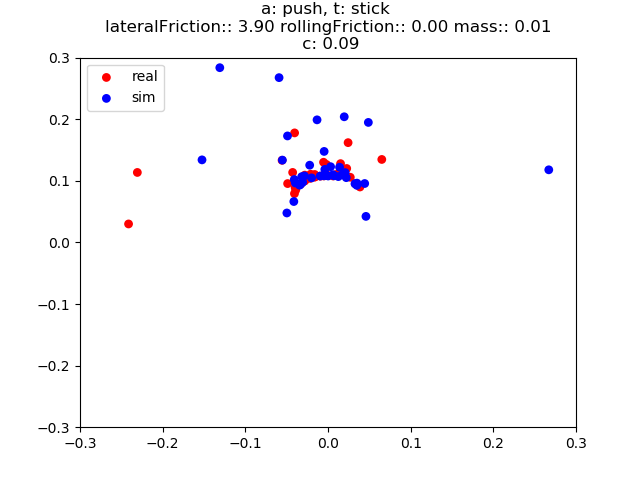 a: push, t: stick
lateralFriction:: 3.90 rollingFriction:: 0.00 mass:: 0.01
c: 0.09
real
sim
0.3
0.2
0.1
0.0
−0.1
−0.2
−0.3
−0.3
−0.2
−0.1
0.0
0.1
0.2
0.3